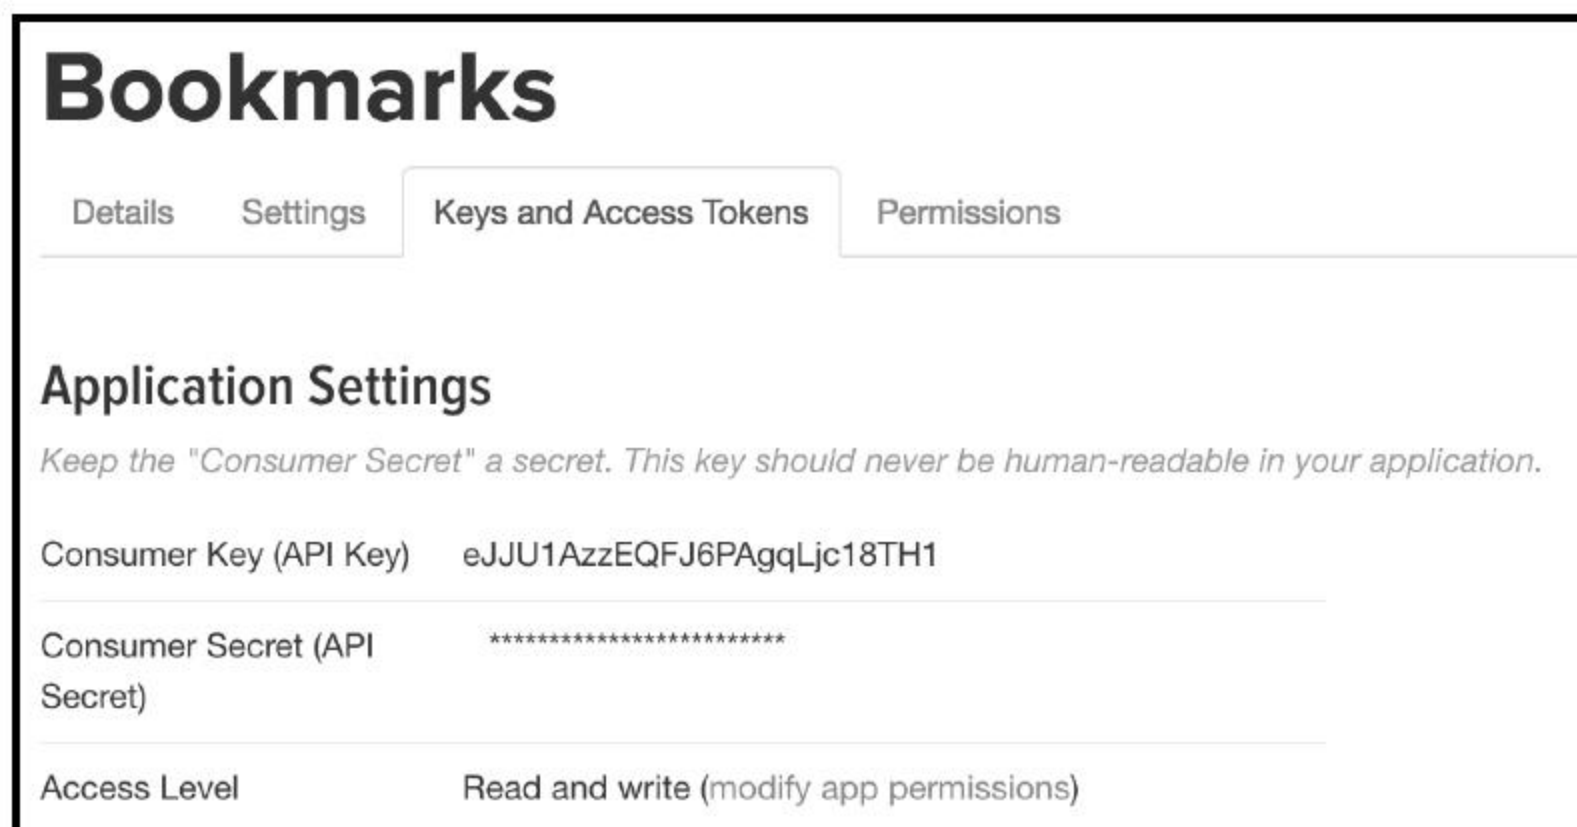 Bookmarks
Details Settings Keys and Access Tokens Permissions
Application Settings
Keep the "Consumer Secret" a secret. This key should never be human-readable in your application.
Consumer Key (API Key) eJJU1AzzEQFJ6PAgqLjc18TH1
Consumer Secret (API *************************
Secret)
Access Level Read and write (modify app permissions)